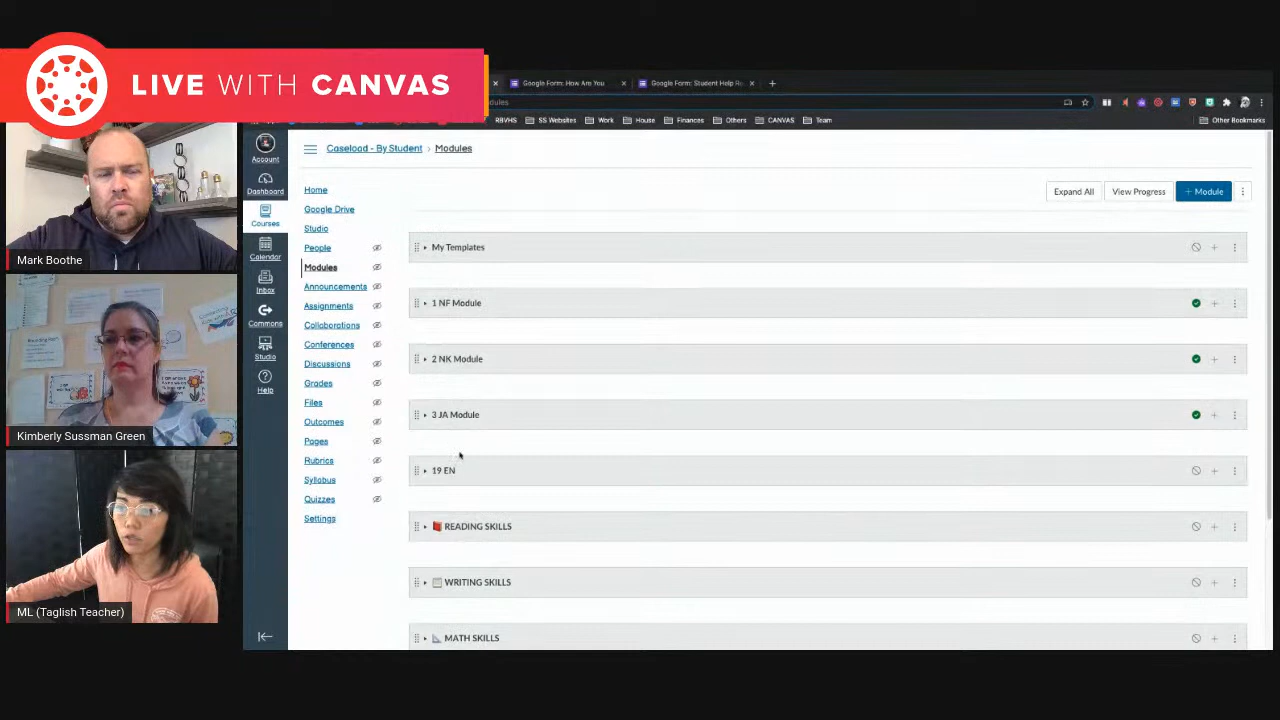 LIVE WITH CANVAS
Google Form: How Are You
Google Form: Student Help Re
odules
RBVHS
SS Websites
Work
House
Finances
Others
CANVAS
Team
Other Bookmarks
Mark Boothe
Kimberly Sussman Green
ML (Taglish Teacher)
Account
Dashboard
Courses
Calendar
Inbox
Commons
Studio
Help
Caseload - By Student › Modules
Home
Google Drive
Studio
People
Modules
Announcements
Assignments
Collaborations
Conferences
Discussions
Grades
Files
Outcomes
Pages
Rubrics
Syllabus
Quizzes
Settings
Expand All
View Progress
+ Module
My Templates
1 NF Module
2 NK Module
3 JA Module
19 EN
READING SKILLS
WRITING SKILLS
MATH SKILLS